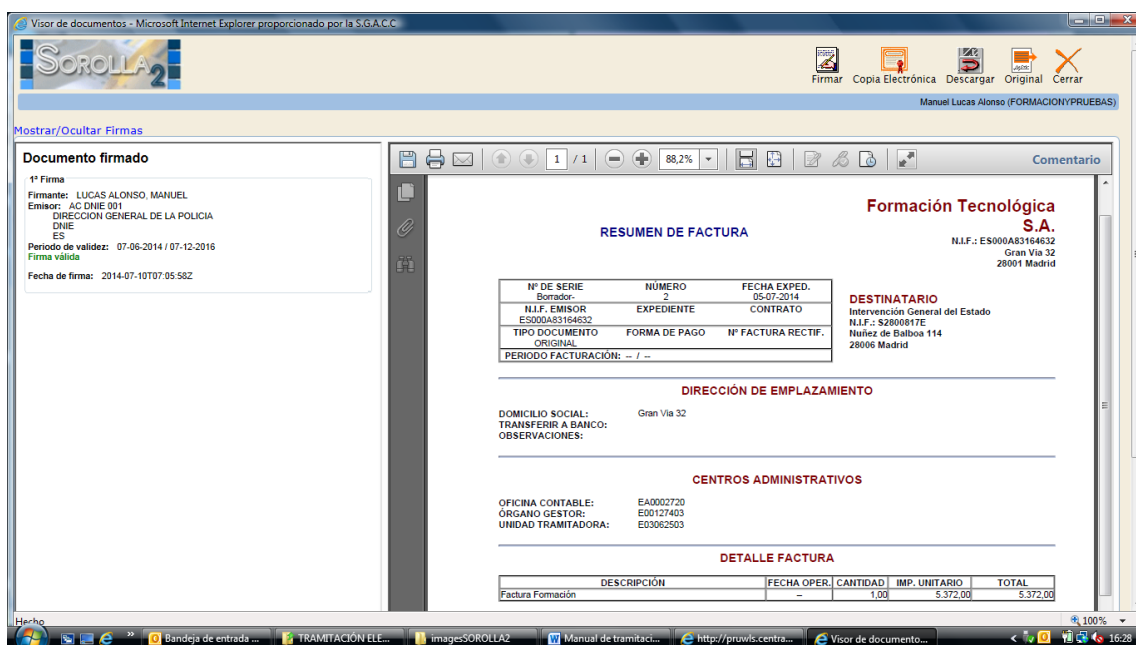 Visor de documentos - Microsoft Internet Explorer proporcionado por la S.G.A.C.C
SOROLLA2
Firmar Copia Electrónica Descargar Original Cerrar
Manuel Lucas Alonso (FORMACIONYPRUEBAS)
Mostrar/Ocultar Firmas
Documento firmado
1ª Firma
Firmante: LUCAS ALONSO, MANUEL
Emisor: AC DNIE 001
DIRECCION GENERAL DE LA POLICIA
DNIE
ES
Periodo de validez: 07-06-2014 / 07-12-2016
Firma válida
Fecha de firma: 2014-07-10T07:05:58Z
1 / 1 88,2% Comentario
Formación Tecnológica
S.A.
RESUMEN DE FACTURA
N.I.F.: ES000A83164632
Gran Via 32
28001 Madrid
Nº DE SERIE NÚMERO FECHA EXPED.
Borrador- 2 05-07-2014
N.I.F. EMISOR EXPEDIENTE CONTRATO
ES000A83164632
TIPO DOCUMENTO FORMA DE PAGO Nº FACTURA RECTIF.
ORIGINAL
PERIODO FACTURACIÓN: -- / --
DESTINATARIO
Intervención General del Estado
N.I.F.: S2800817E
Nuñez de Balboa 114
28006 Madrid
DIRECCIÓN DE EMPLAZAMIENTO
DOMICILIO SOCIAL: Gran Via 32
TRANSFERIR A BANCO:
OBSERVACIONES:
CENTROS ADMINISTRATIVOS
OFICINA CONTABLE: EA0002720
ÓRGANO GESTOR: E00127403
UNIDAD TRAMITADORA: E03062503
DETALLE FACTURA
DESCRIPCIÓN FECHA OPER. CANTIDAD IMP. UNITARIO TOTAL
Factura Formación -- 1,00 5.372,00 5.372,00
Hecho 100%
Bandeja de entrada ... TRAMITACIÓN ELE... imagesSOROLLA2 Manual de tramitaci... http://pruwls.centra... Visor de documento... 16:28